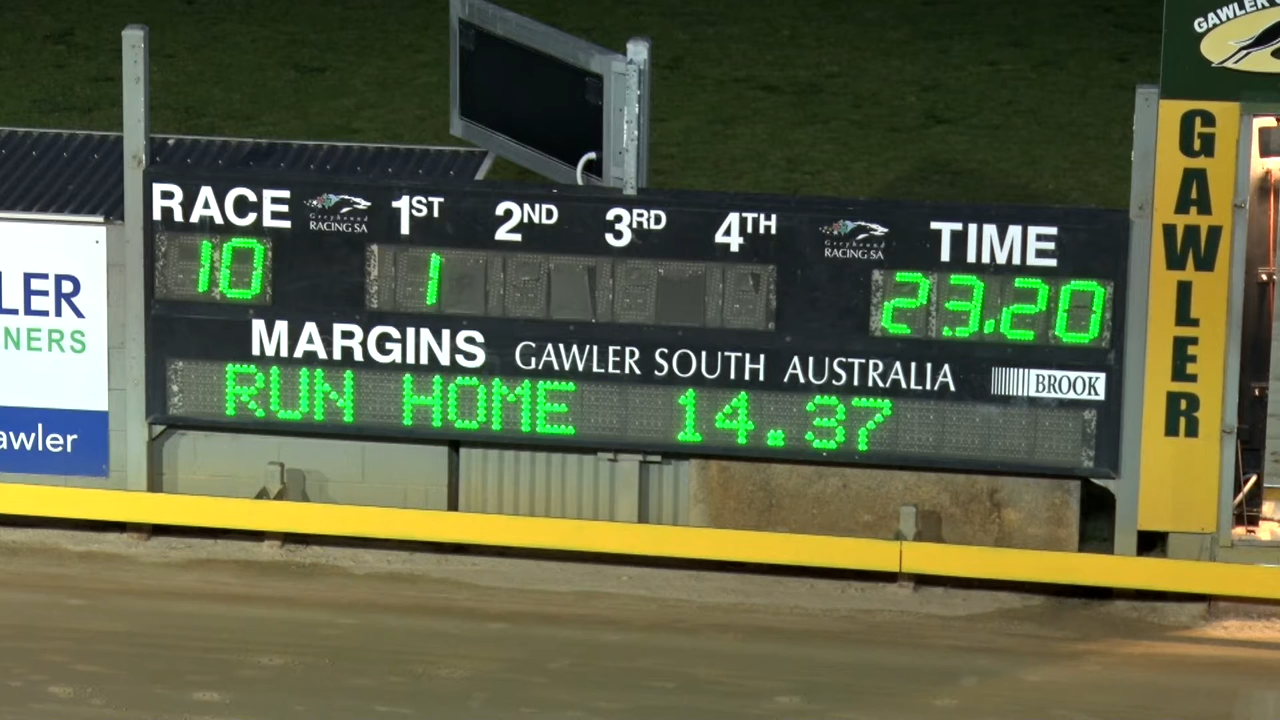 GAWLER
RACE
Greyhound
RACING SA
1ST 2ND 3RD 4TH
Greyhound
RACING SA
TIME
10 1 23.20
MARGINS GAWLER SOUTH AUSTRALIA BROOK
RUN HOME 14.37
LER
NERS
awler
GAWLER